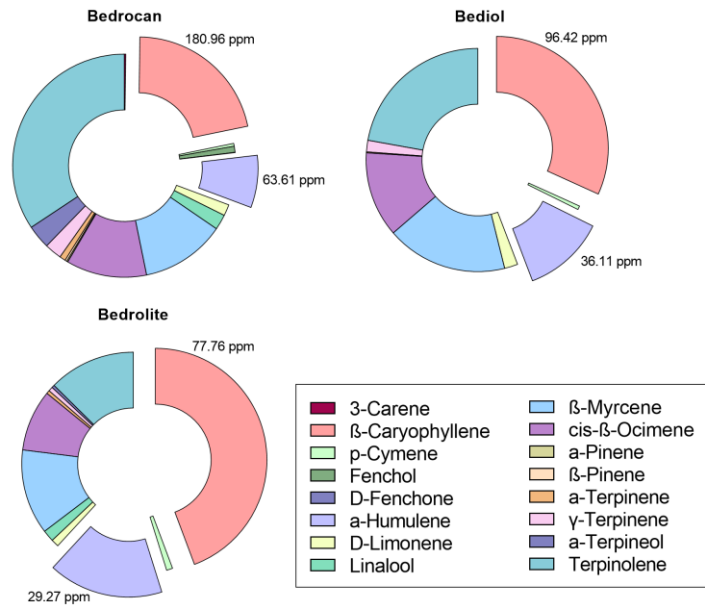 Bedrocan
180.96 ppm
63.61 ppm
Bediol
96.42 ppm
36.11 ppm
Bedrolite
77.76 ppm
29.27 ppm
3-Carene
ß-Caryophyllene
p-Cymene
Fenchol
D-Fenchone
a-Humulene
D-Limonene
Linalool
ß-Myrcene
cis-ß-Ocimene
a-Pinene
ß-Pinene
a-Terpinene
γ-Terpinene
a-Terpineol
Terpinolene